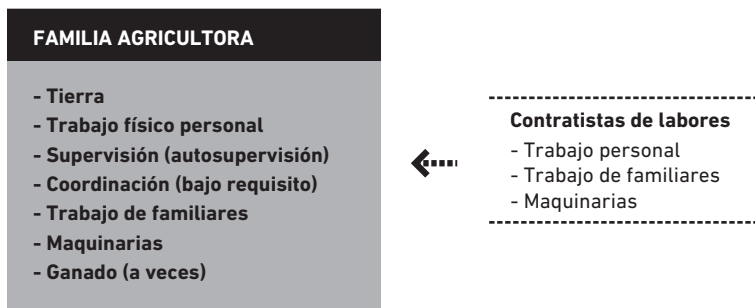 FAMILIA AGRICULTORA
- Tierra
- Trabajo físico personal
- Supervisión (autosupervisión)
- Coordinación (bajo requisito)
- Trabajo de familiares
- Maquinarias
- Ganado (a veces)
Contratistas de labores
- Trabajo personal
- Trabajo de familiares
- Maquinarias